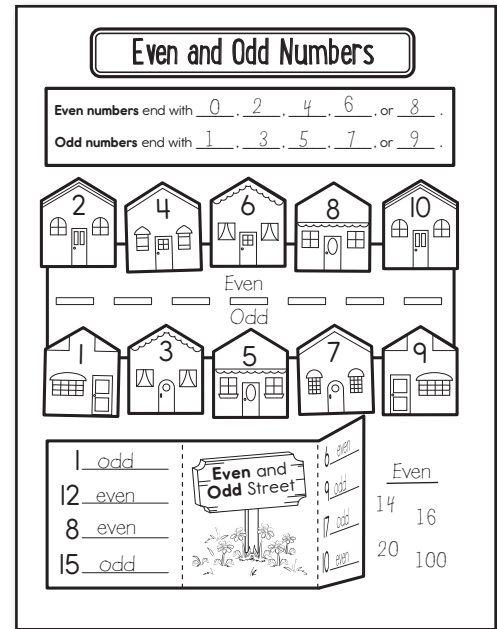 Even and Odd Numbers
Even numbers end with 0, 2, 4, 6, or 8.
Odd numbers end with 1, 3, 5, 7, or 9.
2 4 6 8 10
Even
Odd
1 3 5 7 9
1 odd
12 even
8 even
15 odd
Even and
Odd Street
6 even
9 odd
17 odd
10 even
Even
14
16
20
100